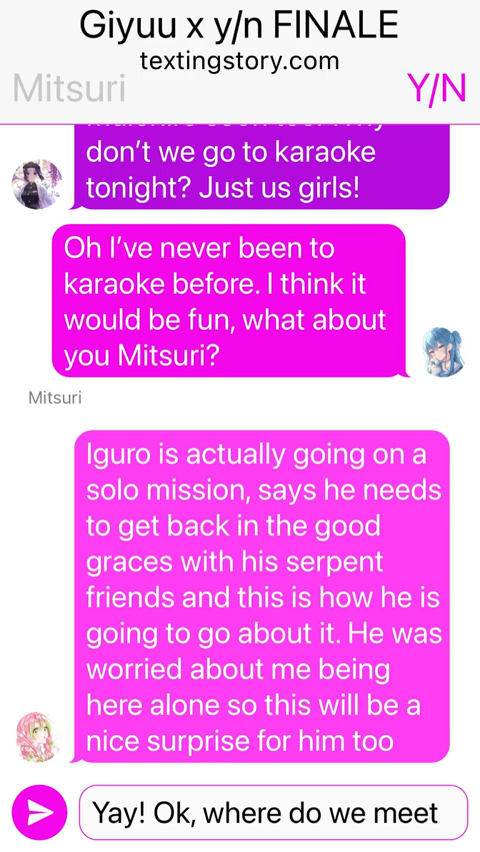 Giyuu x y/n FINALE
textingstory.com
Mitsuri
Y/N
don't we go to karaoke
tonight? Just us girls!
Oh I've never been to
karaoke before. I think it
would be fun, what about
you Mitsuri?
Mitsuri
Iguro is actually going on a
solo mission, says he needs
to get back in the good
graces with his serpent
friends and this is how he is
going to go about it. He was
worried about me being
here alone so this will be a
nice surprise for him too
Yay! Ok, where do we meet